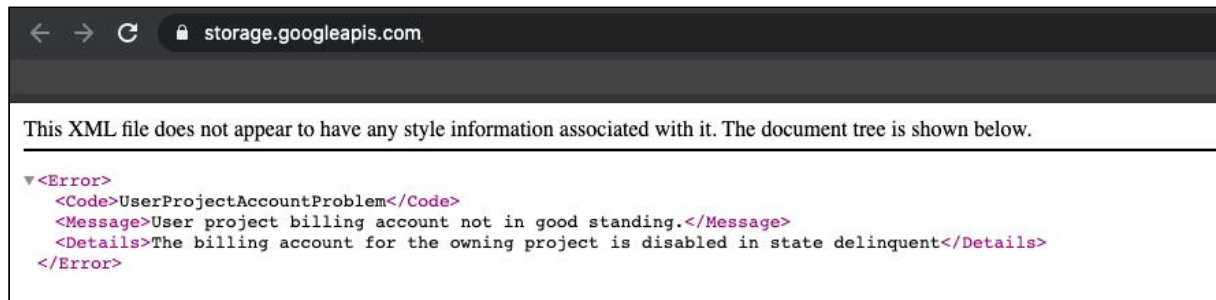 storage.googleapis.com
This XML file does not appear to have any style information associated with it. The document tree is shown below.
▼<Error>
<Code>UserProjectAccountProblem</Code>
<Message>User project billing account not in good standing.</Message>
<Details>The billing account for the owning project is disabled in state delinquent</Details>
</Error>